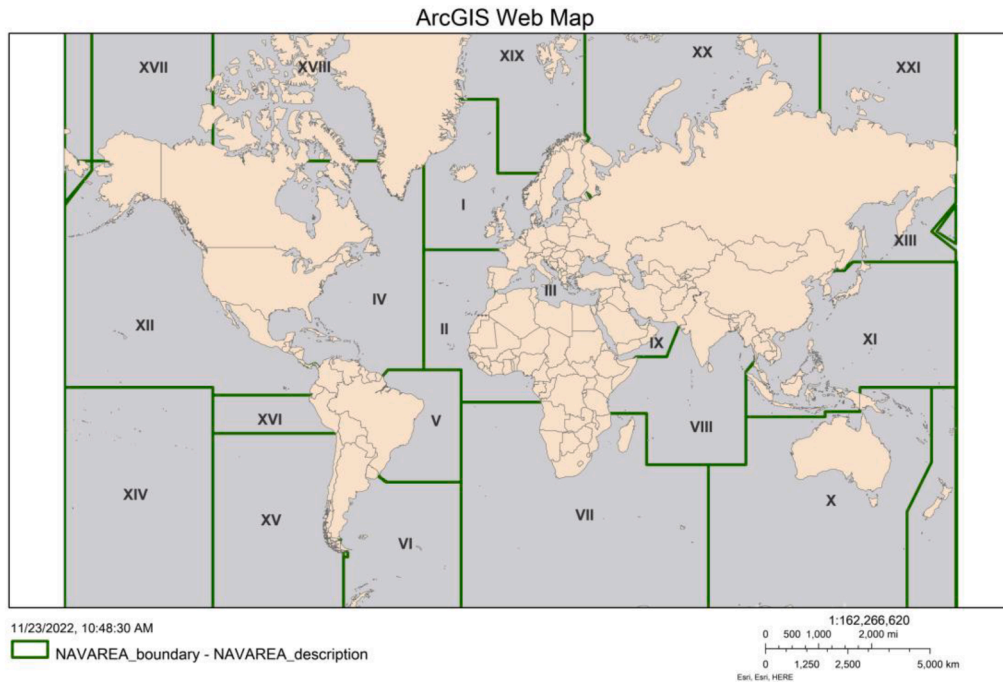 ArcGIS Web Map
XVII
XVIII
XIX
XX
XXI
I
XIII
IV
III
II
XII
IX
XI
XVI
V
VIII
XIV
XV
VI
VII
X
11/23/2022, 10:48:30 AM
NAVAREA_boundary - NAVAREA_description
1:162,266,620
0 500 1,000 2,000 mi
0 1,250 2,500 5,000 km
Esri, Esri, HERE